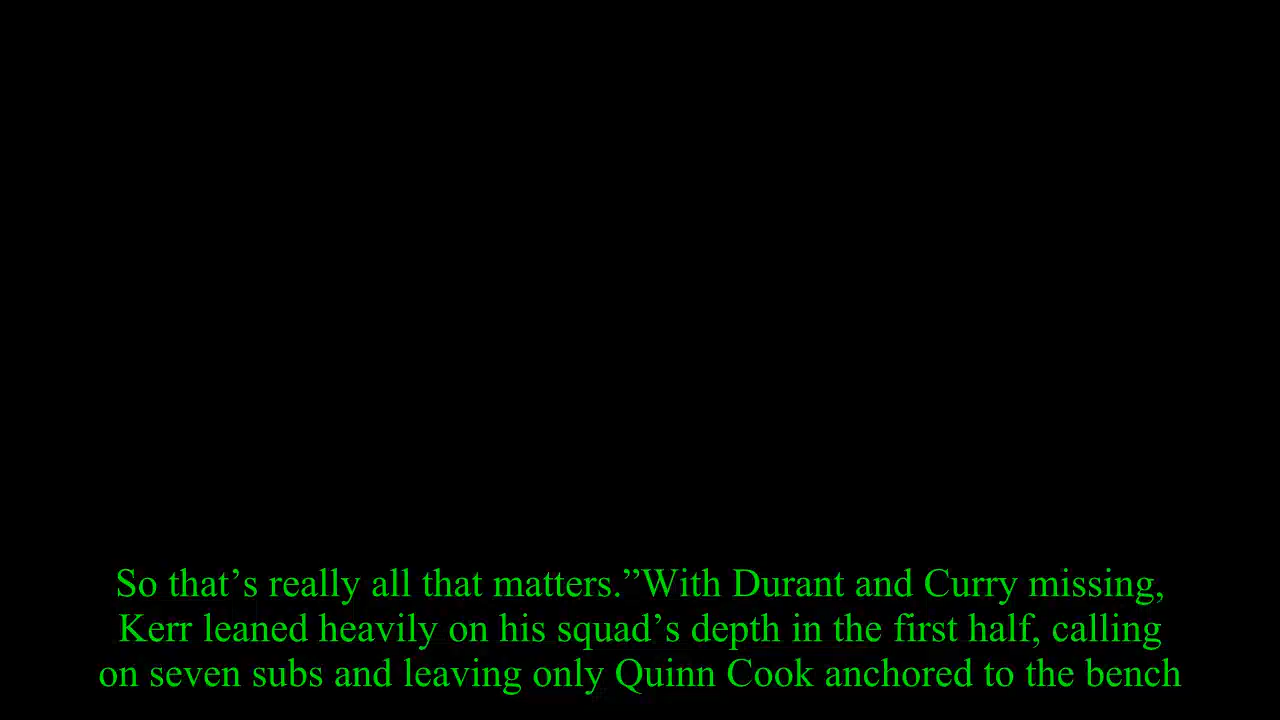 So that’s really all that matters.”With Durant and Curry missing,
Kerr leaned heavily on his squad’s depth in the first half, calling
on seven subs and leaving only Quinn Cook anchored to the bench